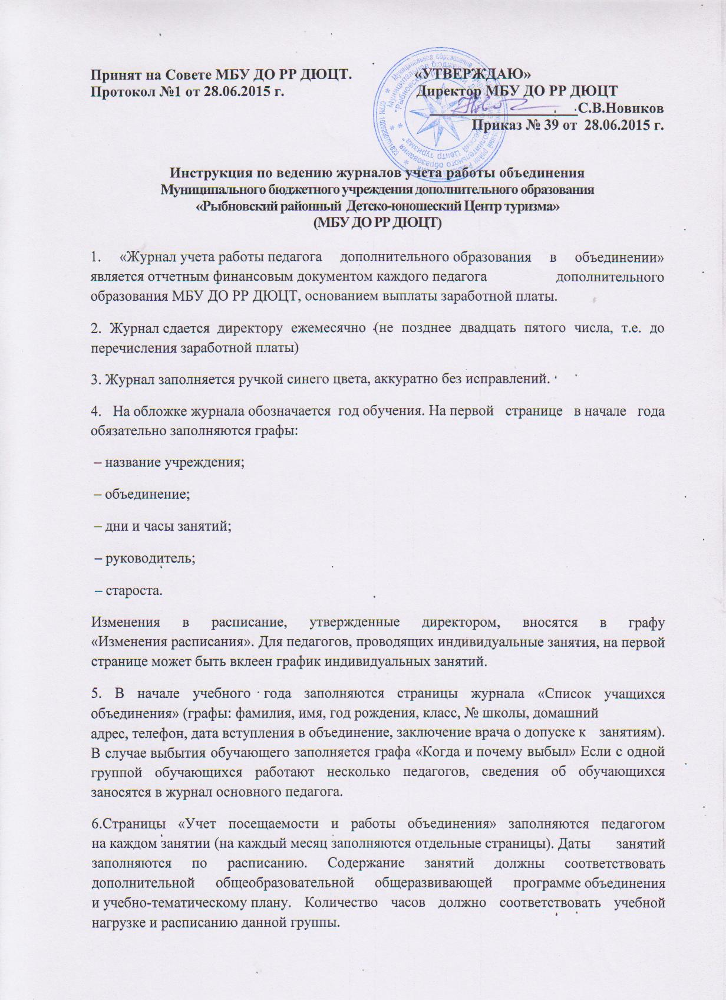 Принят на Совете МБУ ДО РР ДЮЦТ. «УТВЕРЖДАЮ»
Протокол №1 от 28.06.2015 г. Директор МБУ ДО РР ДЮЦТ
С.В.Новиков
Приказ № 39 от 28.06.2015 г.
Инструкция по ведению журналов учета работы объединения
Муниципального бюджетного учреждения дополнительного образования
«Рыбновский районный Детско-юношеский Центр туризма»
(МБУ ДО РР ДЮЦТ)
1. «Журнал учета работы педагога дополнительного образования в объединении»
является отчетным финансовым документом каждого педагога дополнительного
образования МБУ ДО РР ДЮЦТ, основанием выплаты заработной платы.
2. Журнал сдается директору ежемесячно (не позднее двадцать пятого числа, т.е. до
перечисления заработной платы)
3. Журнал заполняется ручкой синего цвета, аккуратно без исправлений.
4. На обложке журнала обозначается год обучения. На первой странице в начале года
обязательно заполняются графы:
– название учреждения;
– объединение;
– дни и часы занятий;
– руководитель;
– староста.
Изменения в расписание, утвержденные директором, вносятся в графу
«Изменения расписания». Для педагогов, проводящих индивидуальные занятия, на первой
странице может быть вклеен график индивидуальных занятий.
5. В начале учебного года заполняются страницы журнала «Список учащихся
объединения» (графы: фамилия, имя, год рождения, класс, № школы, домашний
адрес, телефон, дата вступления в объединение, заключение врача о допуске к занятиям).
В случае выбытия обучающего заполняется графа «Когда и почему выбыл» Если с одной
группой обучающихся работают несколько педагогов, сведения об обучающихся
заносятся в журнал основного педагога.
6.Страницы «Учет посещаемости и работы объединения» заполняются педагогом
на каждом занятии (на каждый месяц заполняются отдельные страницы). Даты занятий
заполняются по расписанию. Содержание занятий должны соответствовать
дополнительной общеобразовательной общеразвивающей программе объединения
и учебно-тематическому плану. Количество часов должно соответствовать учебной
нагрузке и расписанию данной группы.